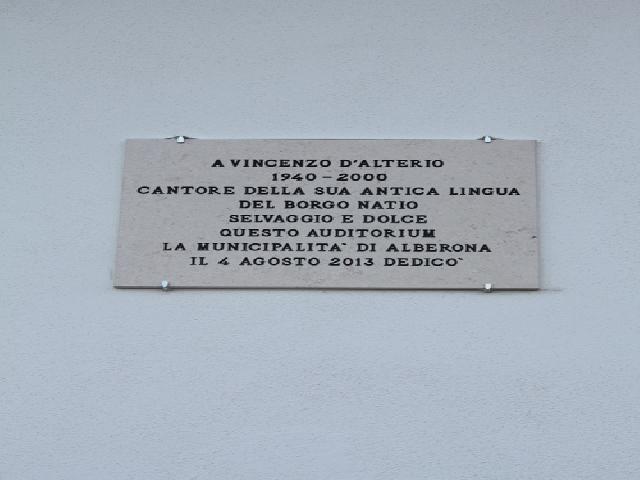 A VINCENZO D'ALTERIO
1940 - 2000
CANTORE DELLA SUA ANTICA LINGUA
DEL BORGO NATIO
SELVAGGIO E DOLCE
QUESTO AUDITORIUM
LA MUNICIPALITA` DI ALBERONA
IL 4 AGOSTO 2013 DEDICO`